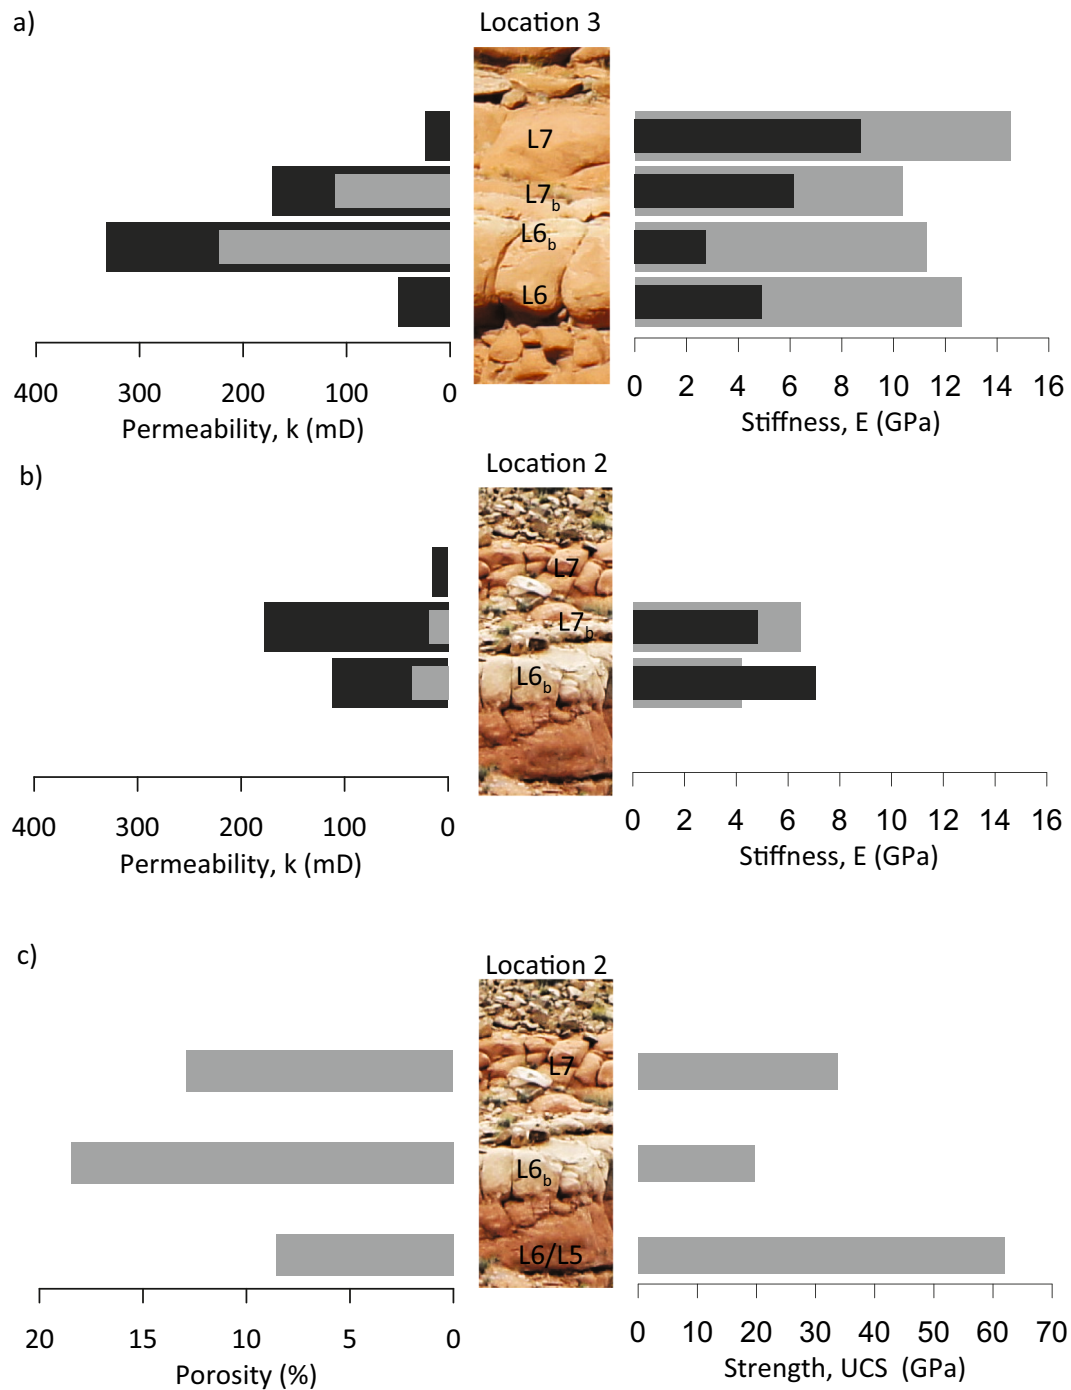 a)
Location 3
L7
L7b
L6b
L6
400 300 200 100 0
Permeability, k (mD)
0 2 4 6 8 10 12 14 16
Stiffness, E (GPa)
b)
Location 2
L7
L7b
L6b
400 300 200 100 0
Permeability, k (mD)
0 2 4 6 8 10 12 14 16
Stiffness, E (GPa)
c)
Location 2
L7
L6b
L6/L5
20 15 10 5 0
Porosity (%)
0 10 20 30 40 50 60 70
Strength, UCS (GPa)